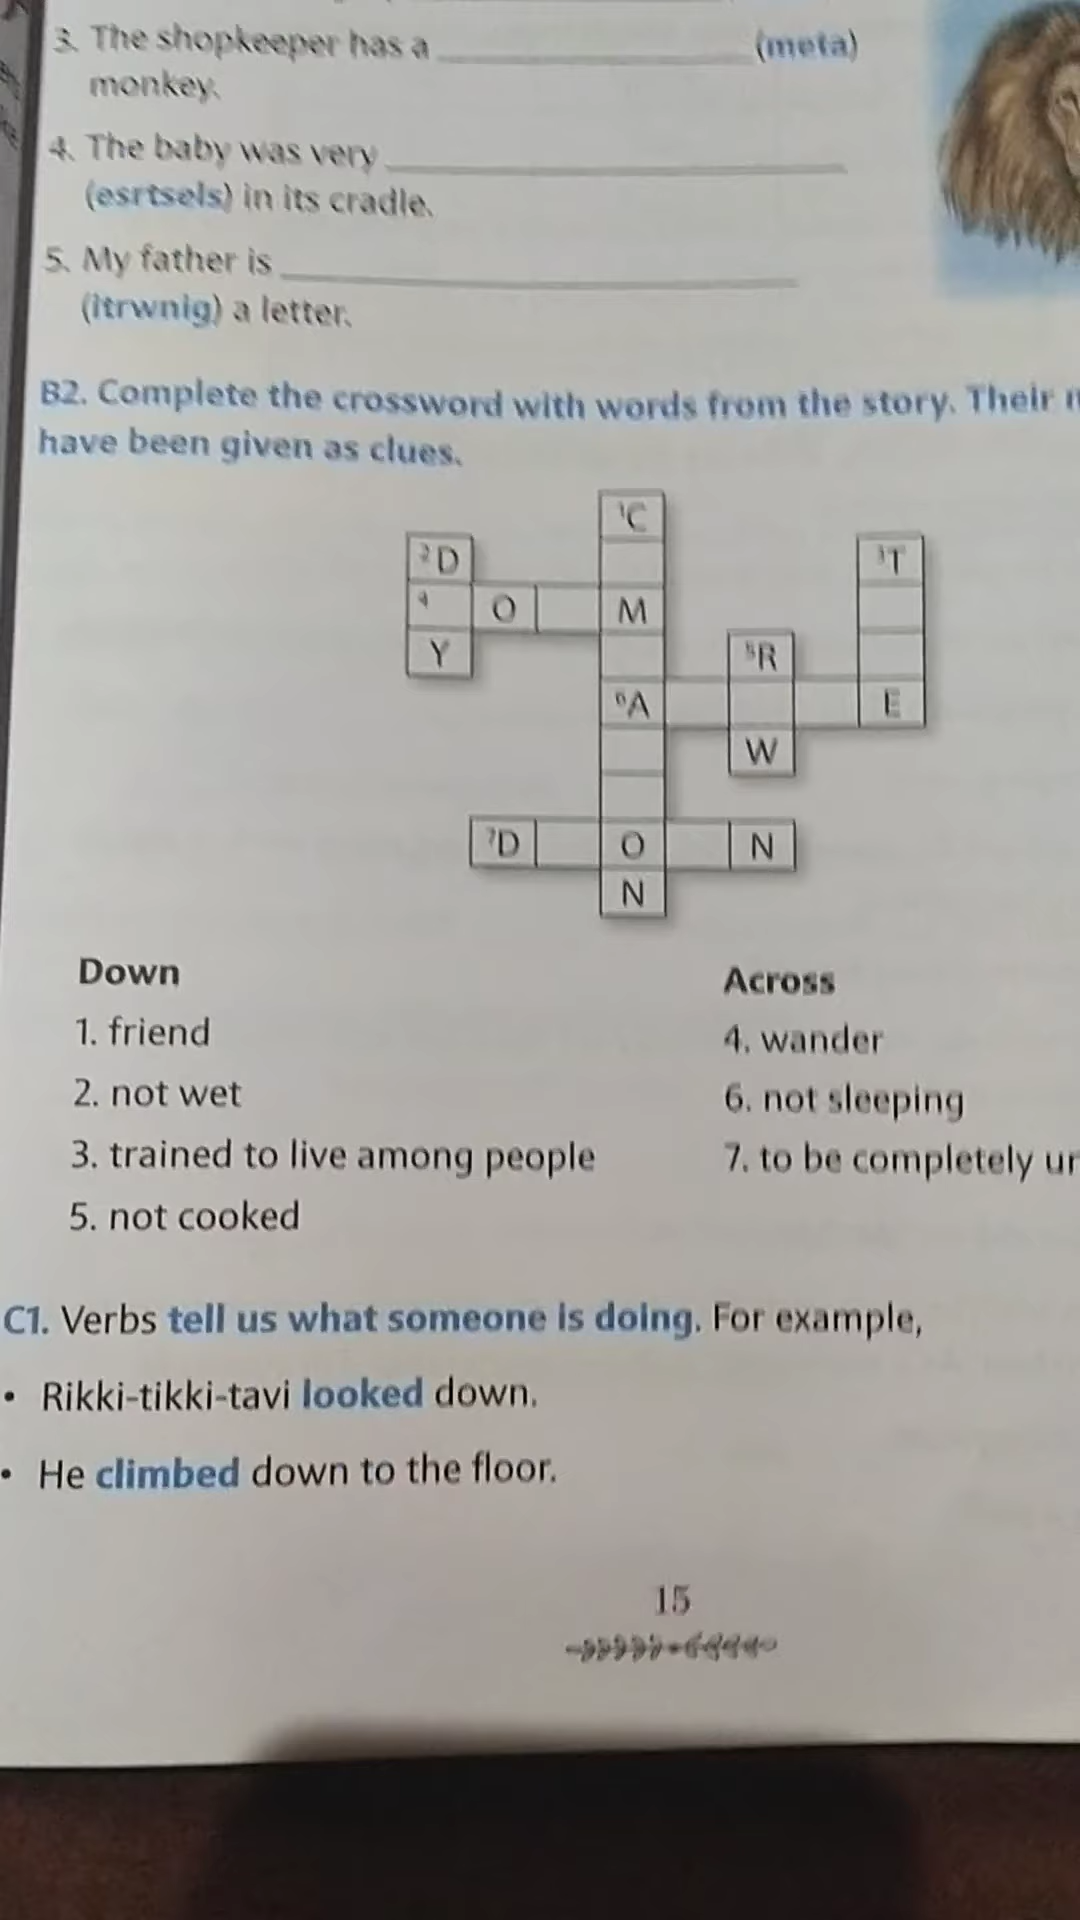 3. The shopkeeper has a (meta)
monkey.
4. The baby was very
(esrtsels) in its cradle.
5. My father is
(itrwnig) a letter.
B2. Complete the crossword with words from the story. Their
have been given as clues.
1C
2D 3T
4 O M
Y 5R
6A E
W
7D O N
N
Down
1. friend
2. not wet
3. trained to live among people
5. not cooked
Across
4. wander
6. not sleeping
7. to be completely
C1. Verbs tell us what someone is doing. For example,
• Rikki-tikki-tavi looked down.
• He climbed down to the floor.
15